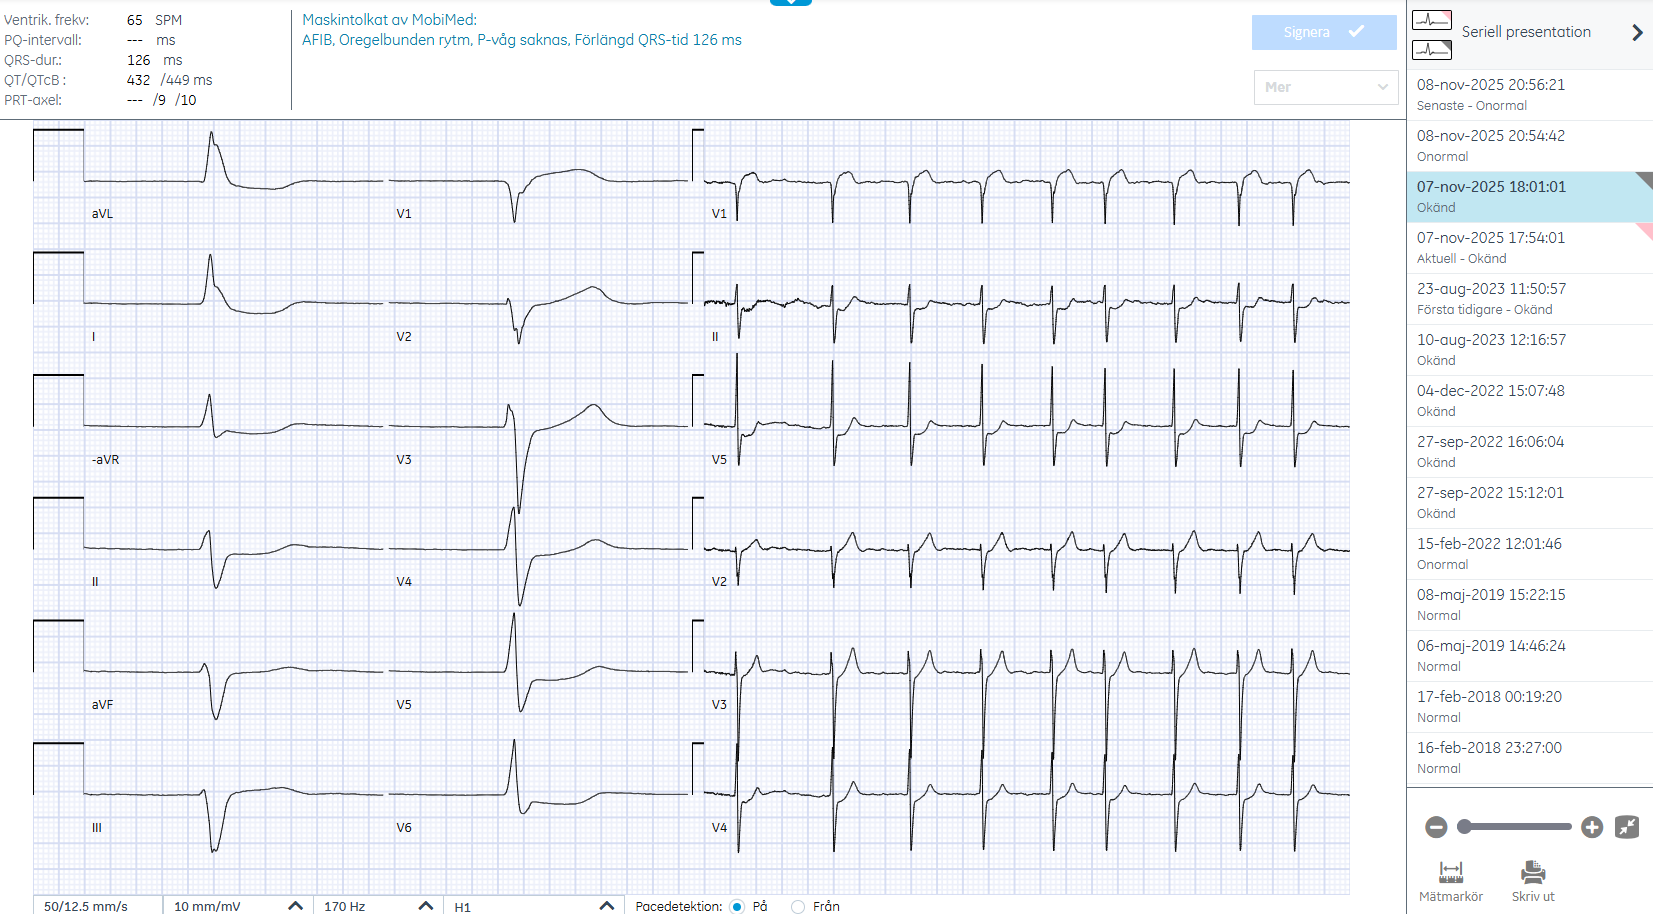 Ventrik. frekv: 65 SPM
PQ-intervall: --- ms
QRS-dur.: 126 ms
QT/QTcB : 432 /449 ms
PRT-axel: --- /9 /10
Maskintolkat av MobiMed:
AFIB, Oregelbunden rytm, P-våg saknas, Förlängd QRS-tid 126 ms
Signera
Mer
Seriell presentation
08-nov-2025 20:56:21
Senaste - Onormal
08-nov-2025 20:54:42
Onormal
07-nov-2025 18:01:01
Okänd
07-nov-2025 17:54:01
Aktuell - Okänd
23-aug-2023 11:50:57
Första tidigare - Okänd
10-aug-2023 12:16:57
Okänd
04-dec-2022 15:07:48
Okänd
27-sep-2022 16:06:04
Okänd
27-sep-2022 15:12:01
Okänd
15-feb-2022 12:01:46
Onormal
08-maj-2019 15:22:15
Normal
06-maj-2019 14:46:24
Normal
17-feb-2018 00:19:20
Normal
16-feb-2018 23:27:00
Normal
aVL V1 V1
I V2 II
-aVR V3 V5
II V4 V2
aVF V5 V3
III V6 V4
Mätmarkör Skriv ut
50/12.5 mm/s 10 mm/mV 170 Hz H1 Pacedetektion: På Från